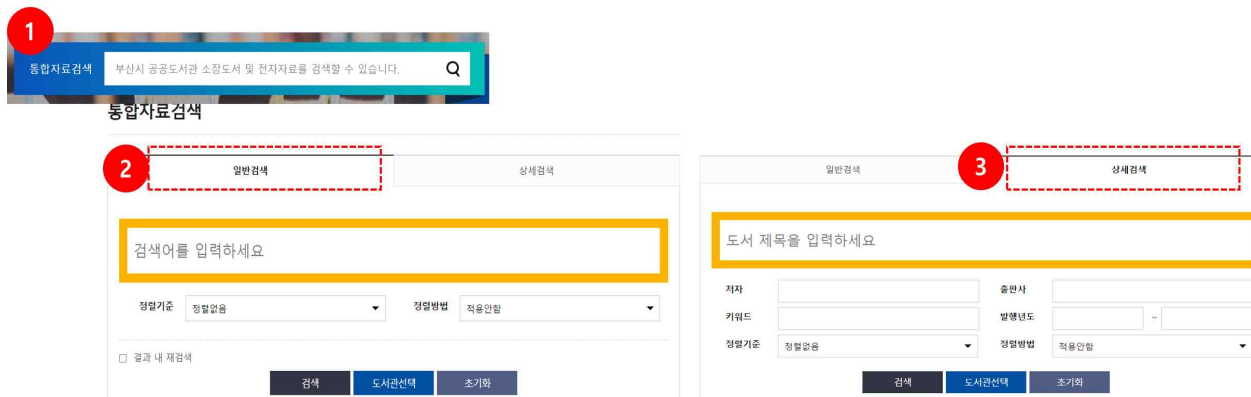 1
통합자료검색 부산시 공공도서관 소장도서 및 전자자료를 검색할 수 있습니다.
통합자료검색
2 일반검색 상세검색
검색어를 입력하세요
정렬기준 정렬없음 정렬방법 적용안함
결과 내 재검색
검색 도서관선택 초기화
일반검색 3 상세검색
도서 제목을 입력하세요
저자 출판사
키워드 발행년도 ~
정렬기준 정렬없음 정렬방법 적용안함
검색 도서관선택 초기화